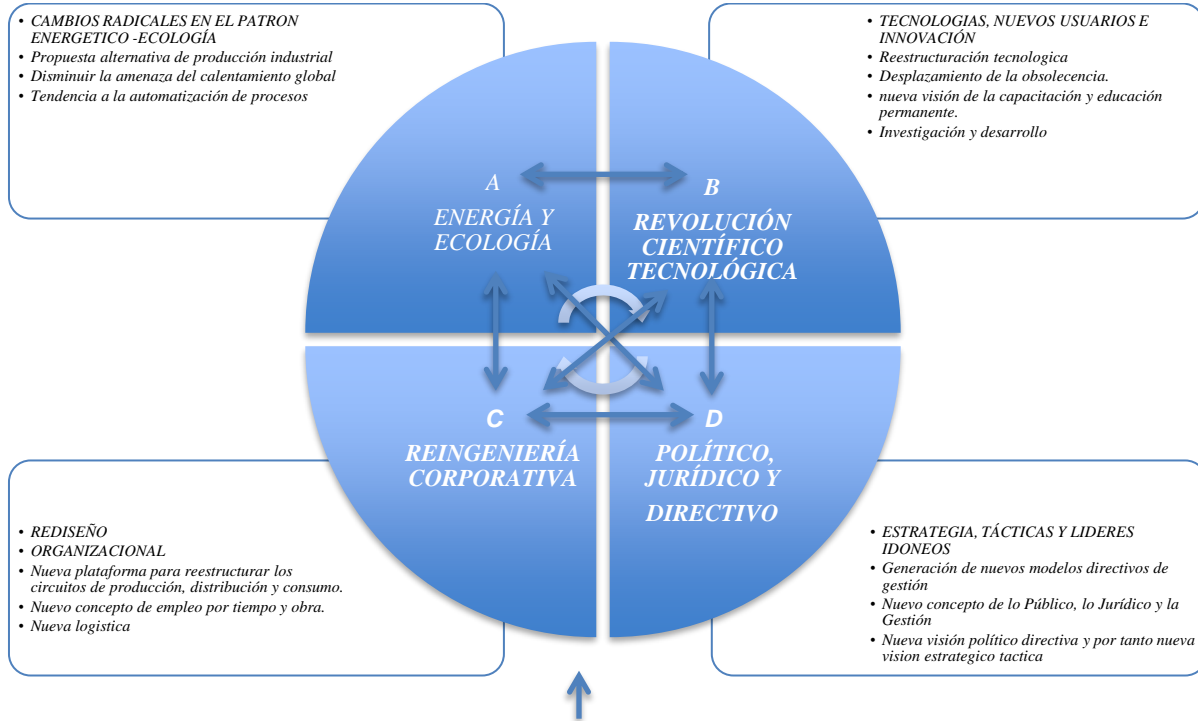 • CAMBIOS RADICALES EN EL PATRON
ENERGETICO -ECOLOGÍA
• Propuesta alternativa de producción industrial
• Disminuir la amenaza del calentamiento global
• Tendencia a la automatización de procesos
• TECNOLOGIAS, NUEVOS USUARIOS E
INNOVACIÓN
• Reestructuración tecnologica
• Desplazamiento de la obsolecencia.
• nueva visión de la capacitación y educación
permanente.
• Investigación y desarrollo
A
ENERGÍA Y
ECOLOGÍA
B
REVOLUCIÓN
CIENTÍFICO
TECNOLÓGICA
C
REINGENIERÍA
CORPORATIVA
D
POLÍTICO,
JURÍDICO Y
DIRECTIVO
• REDISEÑO
• ORGANIZACIONAL
• Nueva plataforma para reestructurar los
circuitos de producción, distribución y consumo.
• Nuevo concepto de empleo por tiempo y obra.
• Nueva logistica
• ESTRATEGIA, TÁCTICAS Y LIDERES
IDONEOS
• Generación de nuevos modelos directivos de
gestión
• Nuevo concepto de lo Público, lo Jurídico y la
Gestión
• Nueva visión político directiva y por tanto nueva
vision estrategico tactica